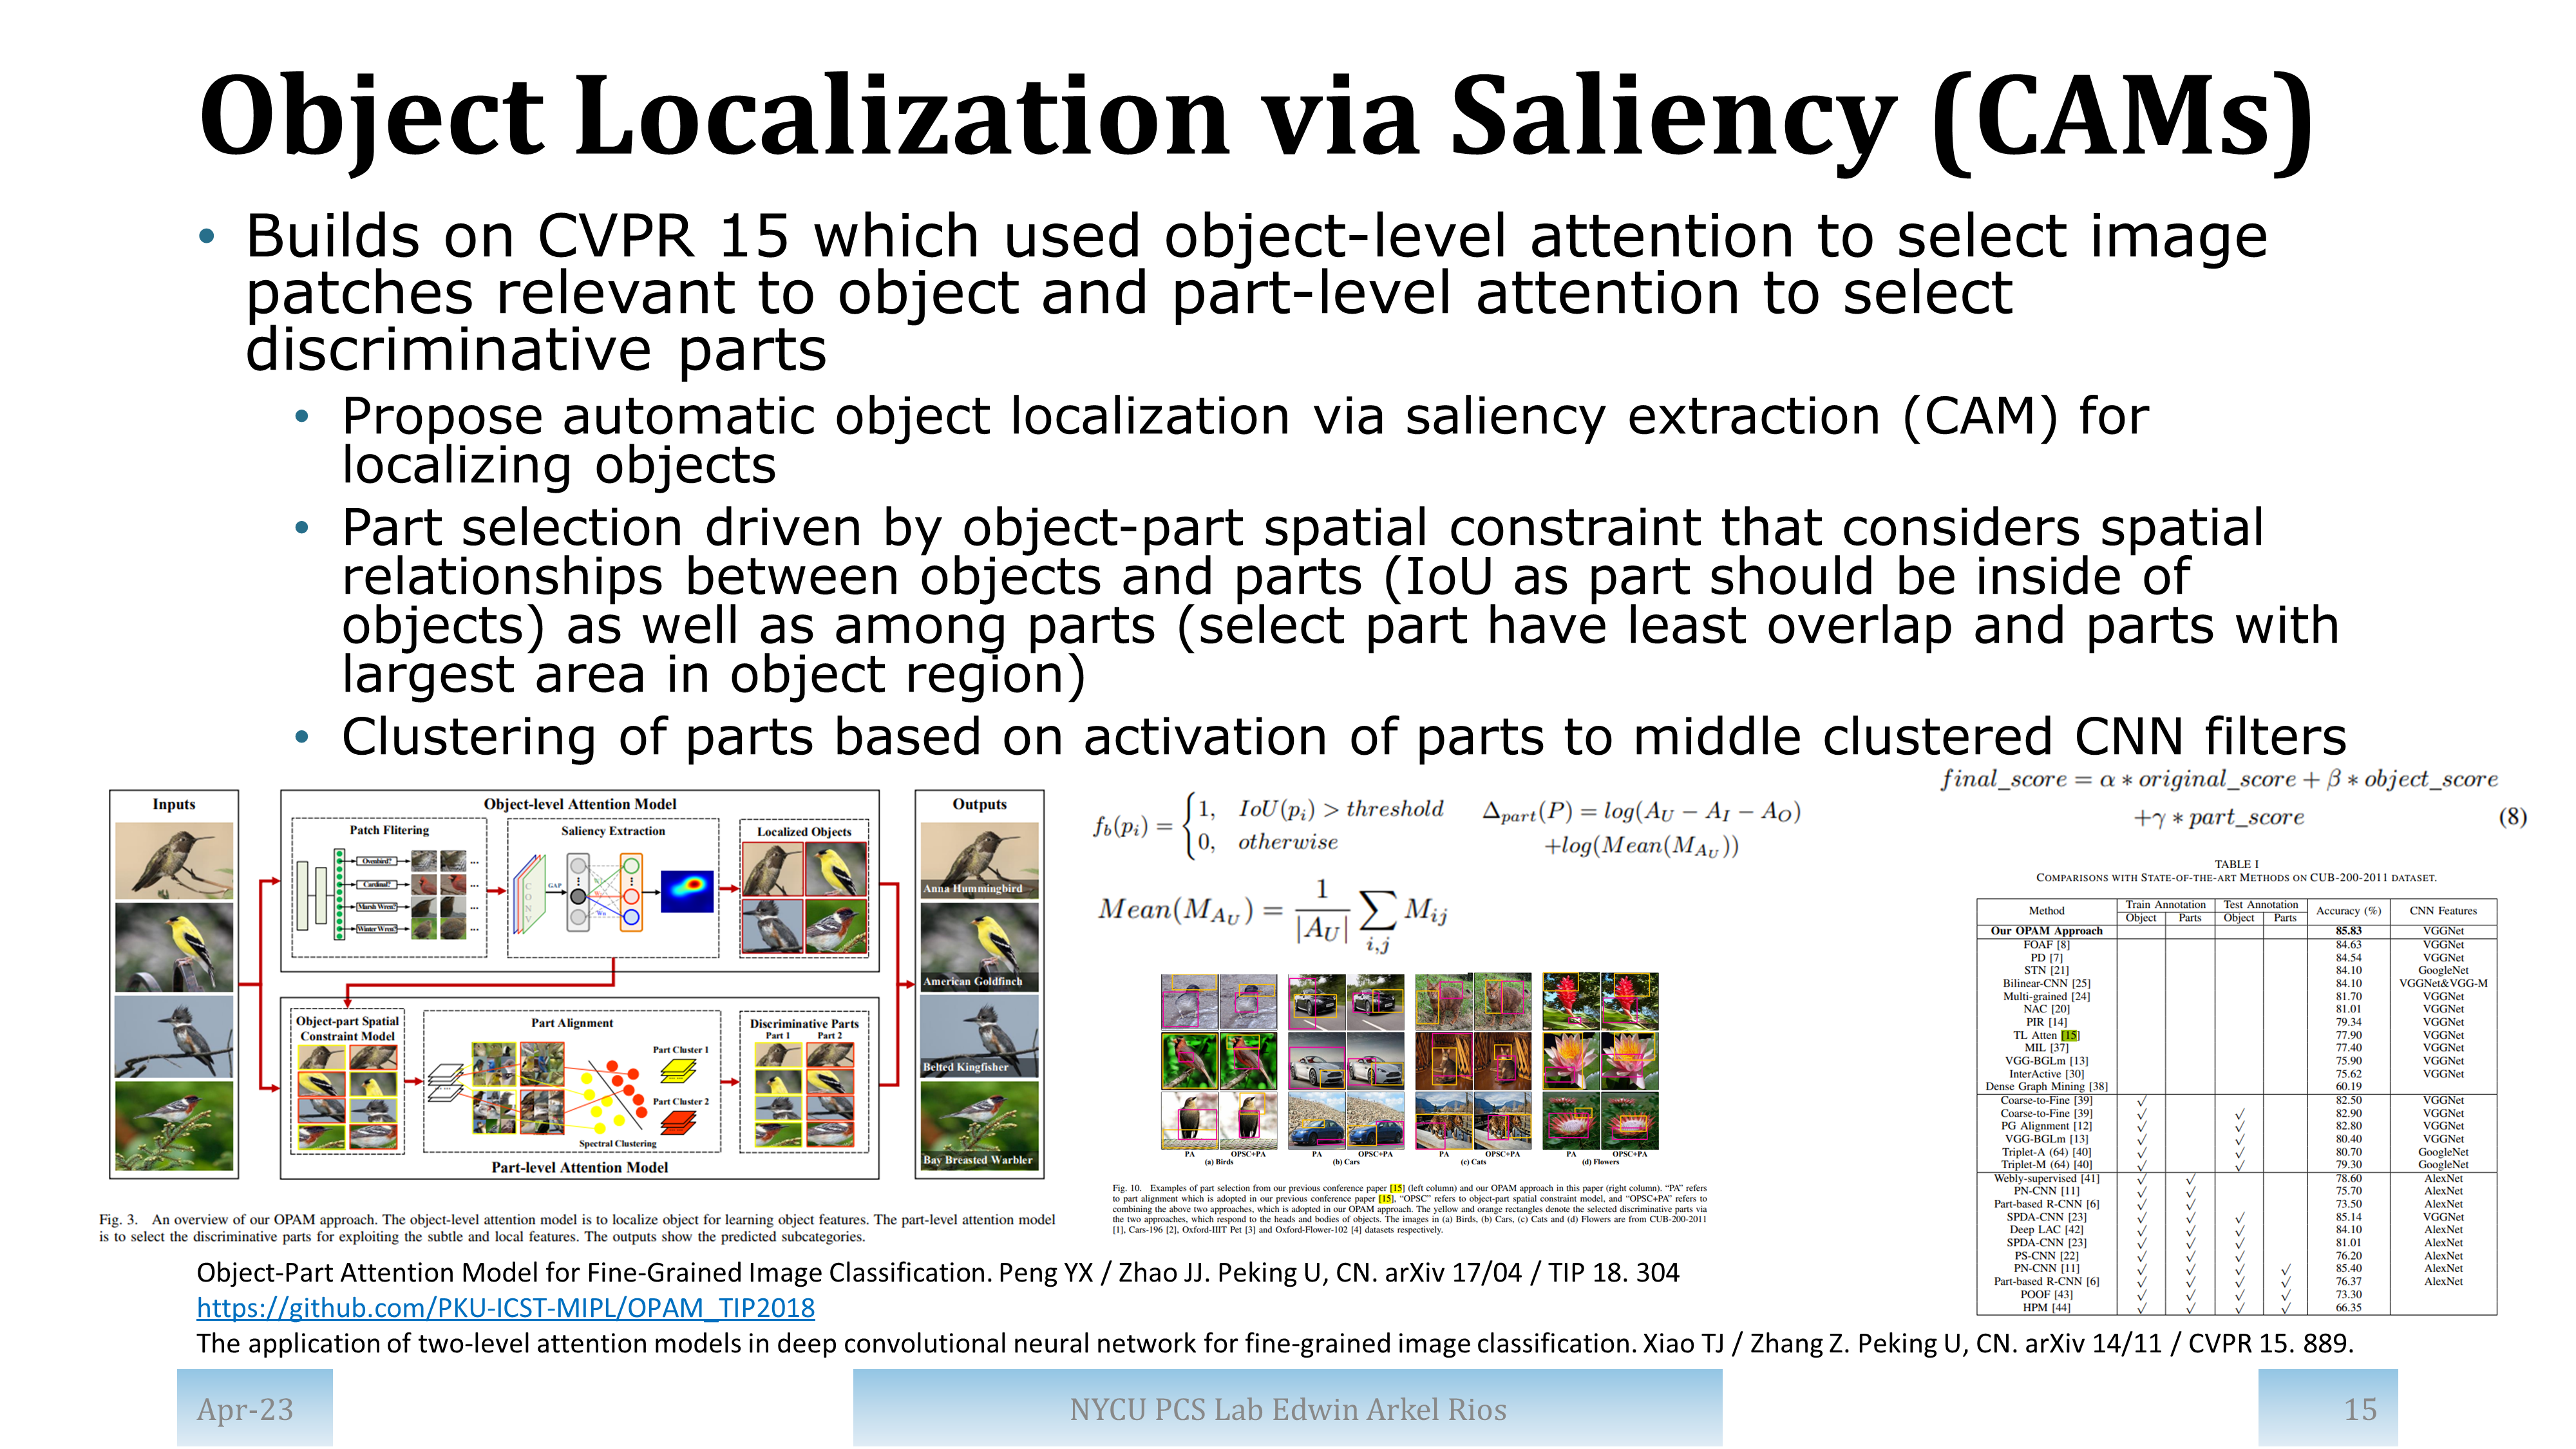 Object Localization via Saliency (CAMs)
• Builds on CVPR 15 which used object-level attention to select image
patches relevant to object and part-level attention to select
discriminative parts
• Propose automatic object localization via saliency extraction (CAM) for
localizing objects
• Part selection driven by object-part spatial constraint that considers spatial
relationships between objects and parts (IoU as part should be inside of
objects) as well as among parts (select part have least overlap and parts with
largest area in object region)
• Clustering of parts based on activation of parts to middle clustered CNN filters
Inputs
Object-level Attention Model
Patch Flitering
Ovenbird?
Cardinal?
Marsh Wren?
Winter Wren?
Saliency Extraction
CONV
GAP
Localized Objects
Object-part Spatial
Constraint Model
Part Alignment
Part Cluster 1
Part Cluster 2
Spectral Clustering
Discriminative Parts
Part 1 Part 2
Part-level Attention Model
Outputs
Anna Hummingbird
American Goldfinch
Belted Kingfisher
Bay Breasted Warbler
Fig. 3. An overview of our OPAM approach. The object-level attention model is to localize object for learning object features. The part-level attention model
is to select the discriminative parts for exploiting the subtle and local features. The outputs show the predicted subcategories.
f_b(p_i) = { 1, IoU(p_i) > threshold
0, otherwise
Δ_part(P) = log(A_U − A_I − A_O)
+log(Mean(M_{A_U}))
Mean(M_{A_U}) = 1/|A_U| ∑_{i,j} M_{ij}
PA OPSC+PA PA OPSC+PA PA OPSC+PA PA OPSC+PA
(a) Birds (b) Cars (c) Cats (d) Flowers
Fig. 10. Examples of part selection from our previous conference paper [15] (left column) and our OPAM approach in this paper (right column). “PA” refers
to part alignment which is adopted in our previous conference paper [15], “OPSC” refers to object-part spatial constraint model, and “OPSC+PA” refers to
combining the above two approaches, which is adopted in our OPAM approach. The yellow and orange rectangles denote the selected discriminative parts via
the two approaches, which respond to the heads and bodies of objects. The images in (a) Birds, (b) Cars, (c) Cats and (d) Flowers are from CUB-200-2011
[1], Cars-196 [2], Oxford-IIIT Pet [3] and Oxford-Flower-102 [4] datasets respectively.
final_score = α ∗ original_score + β ∗ object_score
+γ ∗ part_score (8)
TABLE I
COMPARISONS WITH STATE-OF-THE-ART METHODS ON CUB-200-2011 DATASET.
Method Train Annotation Test Annotation Accuracy (%) CNN Features
Object Parts Object Parts
Our OPAM Approach 85.83 VGGNet
FOAF [8] 84.63 VGGNet
PD [7] 84.54 VGGNet
STN [21] 84.10 GoogleNet
Bilinear-CNN [25] 84.10 VGGNet&VGG-M
Multi-grained [24] 81.70 VGGNet
NAC [20] 81.01 VGGNet
PIR [14] 79.34 VGGNet
TL Atten [15] 77.90 VGGNet
MIL [37] 77.40 VGGNet
VGG-BGLm [13] 75.90 VGGNet
InterActive [30] 75.62 VGGNet
Dense Graph Mining [38] 60.19
Coarse-to-Fine [39] √ 82.50 VGGNet
Coarse-to-Fine [39] √ √ 82.90 VGGNet
PG Alignment [12] √ √ 82.80 VGGNet
VGG-BGLm [13] √ √ 80.40 VGGNet
Triplet-A (64) [40] √ √ 80.70 GoogleNet
Triplet-M (64) [40] √ √ 79.30 GoogleNet
Webly-supervised [41] √ √ 78.60 AlexNet
PN-CNN [11] √ √ 75.70 AlexNet
Part-based R-CNN [6] √ √ 73.50 AlexNet
SPDA-CNN [23] √ √ √ 85.14 VGGNet
Deep LAC [42] √ √ √ 84.10 AlexNet
SPDA-CNN [23] √ √ √ 81.01 AlexNet
PS-CNN [22] √ √ √ 76.20 AlexNet
PN-CNN [11] √ √ √ √ 85.40 AlexNet
Part-based R-CNN [6] √ √ √ √ 76.37 AlexNet
POOF [43] √ √ √ √ 73.30
HPM [44] √ √ √ √ 66.35
Object-Part Attention Model for Fine-Grained Image Classification. Peng YX / Zhao JJ. Peking U, CN. arXiv 17/04 / TIP 18. 304
https://github.com/PKU-ICST-MIPL/OPAM_TIP2018
The application of two-level attention models in deep convolutional neural network for fine-grained image classification. Xiao TJ / Zhang Z. Peking U, CN. arXiv 14/11 / CVPR 15. 889.
Apr-23
NYCU PCS Lab Edwin Arkel Rios
15